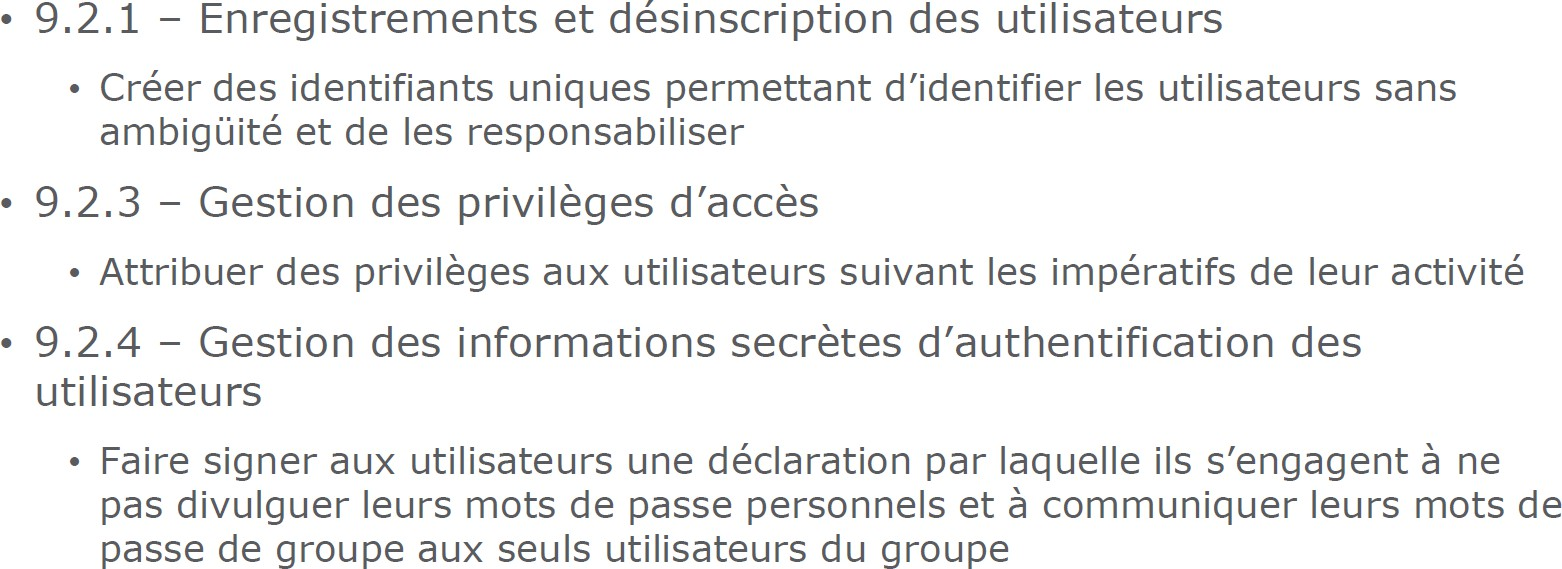 • 9.2.1 – Enregistrements et désinscription des utilisateurs
• Créer des identifiants uniques permettant d’identifier les utilisateurs sans
ambigüité et de les responsabiliser
• 9.2.3 – Gestion des privilèges d’accès
• Attribuer des privilèges aux utilisateurs suivant les impératifs de leur activité
• 9.2.4 – Gestion des informations secrètes d’authentification des
utilisateurs
• Faire signer aux utilisateurs une déclaration par laquelle ils s’engagent à ne
pas divulguer leurs mots de passe personnels et à communiquer leurs mots de
passe de groupe aux seuls utilisateurs du groupe